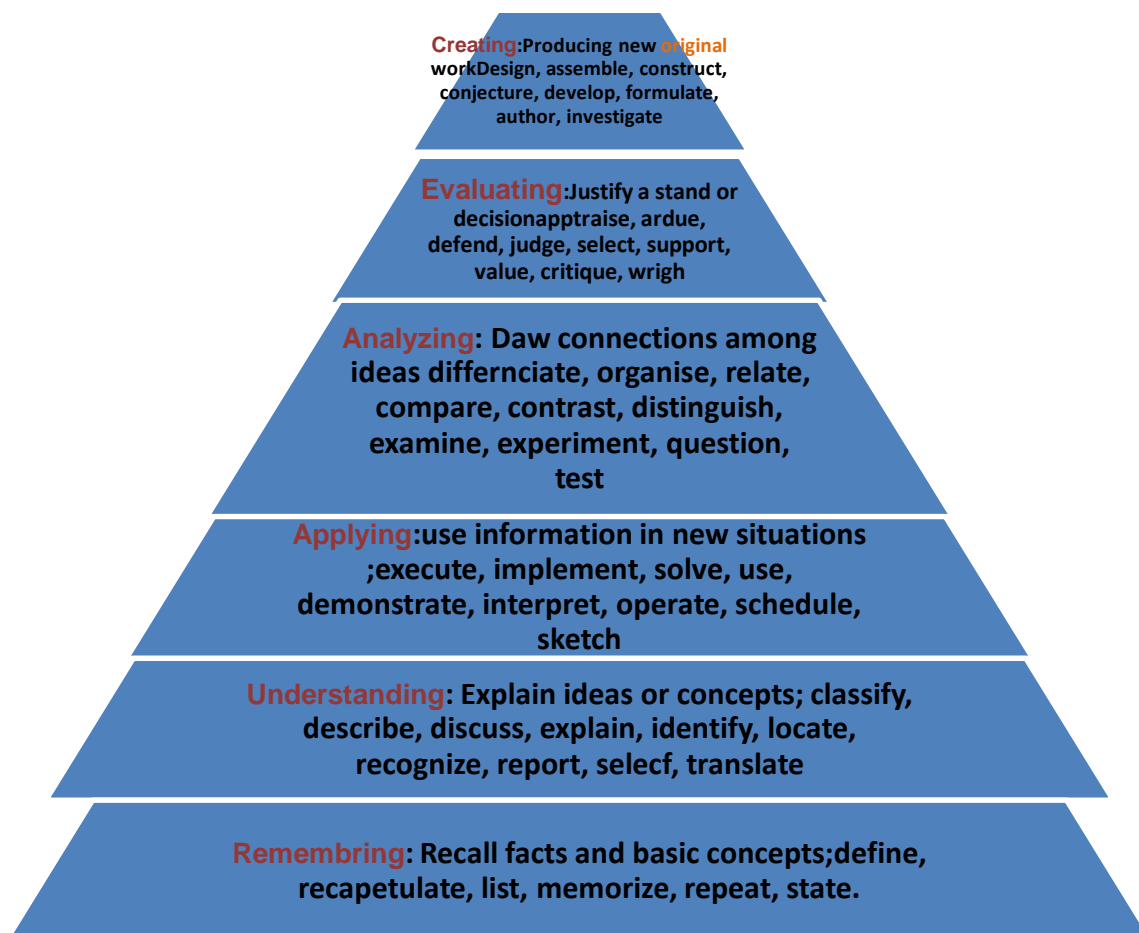 Creating:Producing new original
workDesign, assemble, construct,
conjecture, develop, formulate,
author, investigate
Evaluating:Justify a stand or
decisionapptraise, ardue,
defend, judge, select, support,
value, critique, wrigh
Analyzing: Daw connections among
ideas differnciate, organise, relate,
compare, contrast, distinguish,
examine, experiment, question,
test
Applying:use information in new situations
;execute, implement, solve, use,
demonstrate, interpret, operate, schedule,
sketch
Understanding: Explain ideas or concepts; classify,
describe, discuss, explain, identify, locate,
recognize, report, selecf, translate
Remembring: Recall facts and basic concepts;define,
recapetulate, list, memorize, repeat, state.